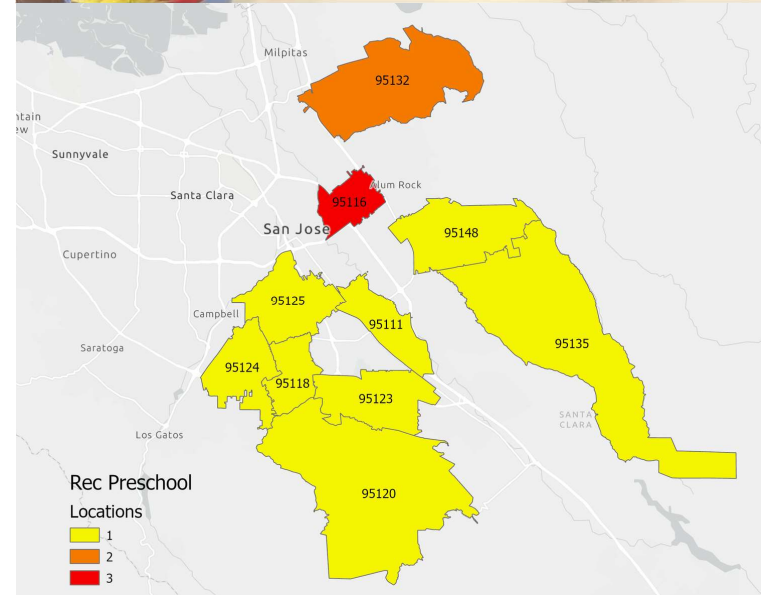 Milpitas
95132
ntain
ew
Sunnyvale
Alum Rock
Santa Clara
95116
San Jose
95148
Cupertino
95125
Campbell
95111
95135
Saratoga
95124
95118
95123
SANTA
CLARA
Los Gatos
95120
Rec Preschool
Locations
1
2
3